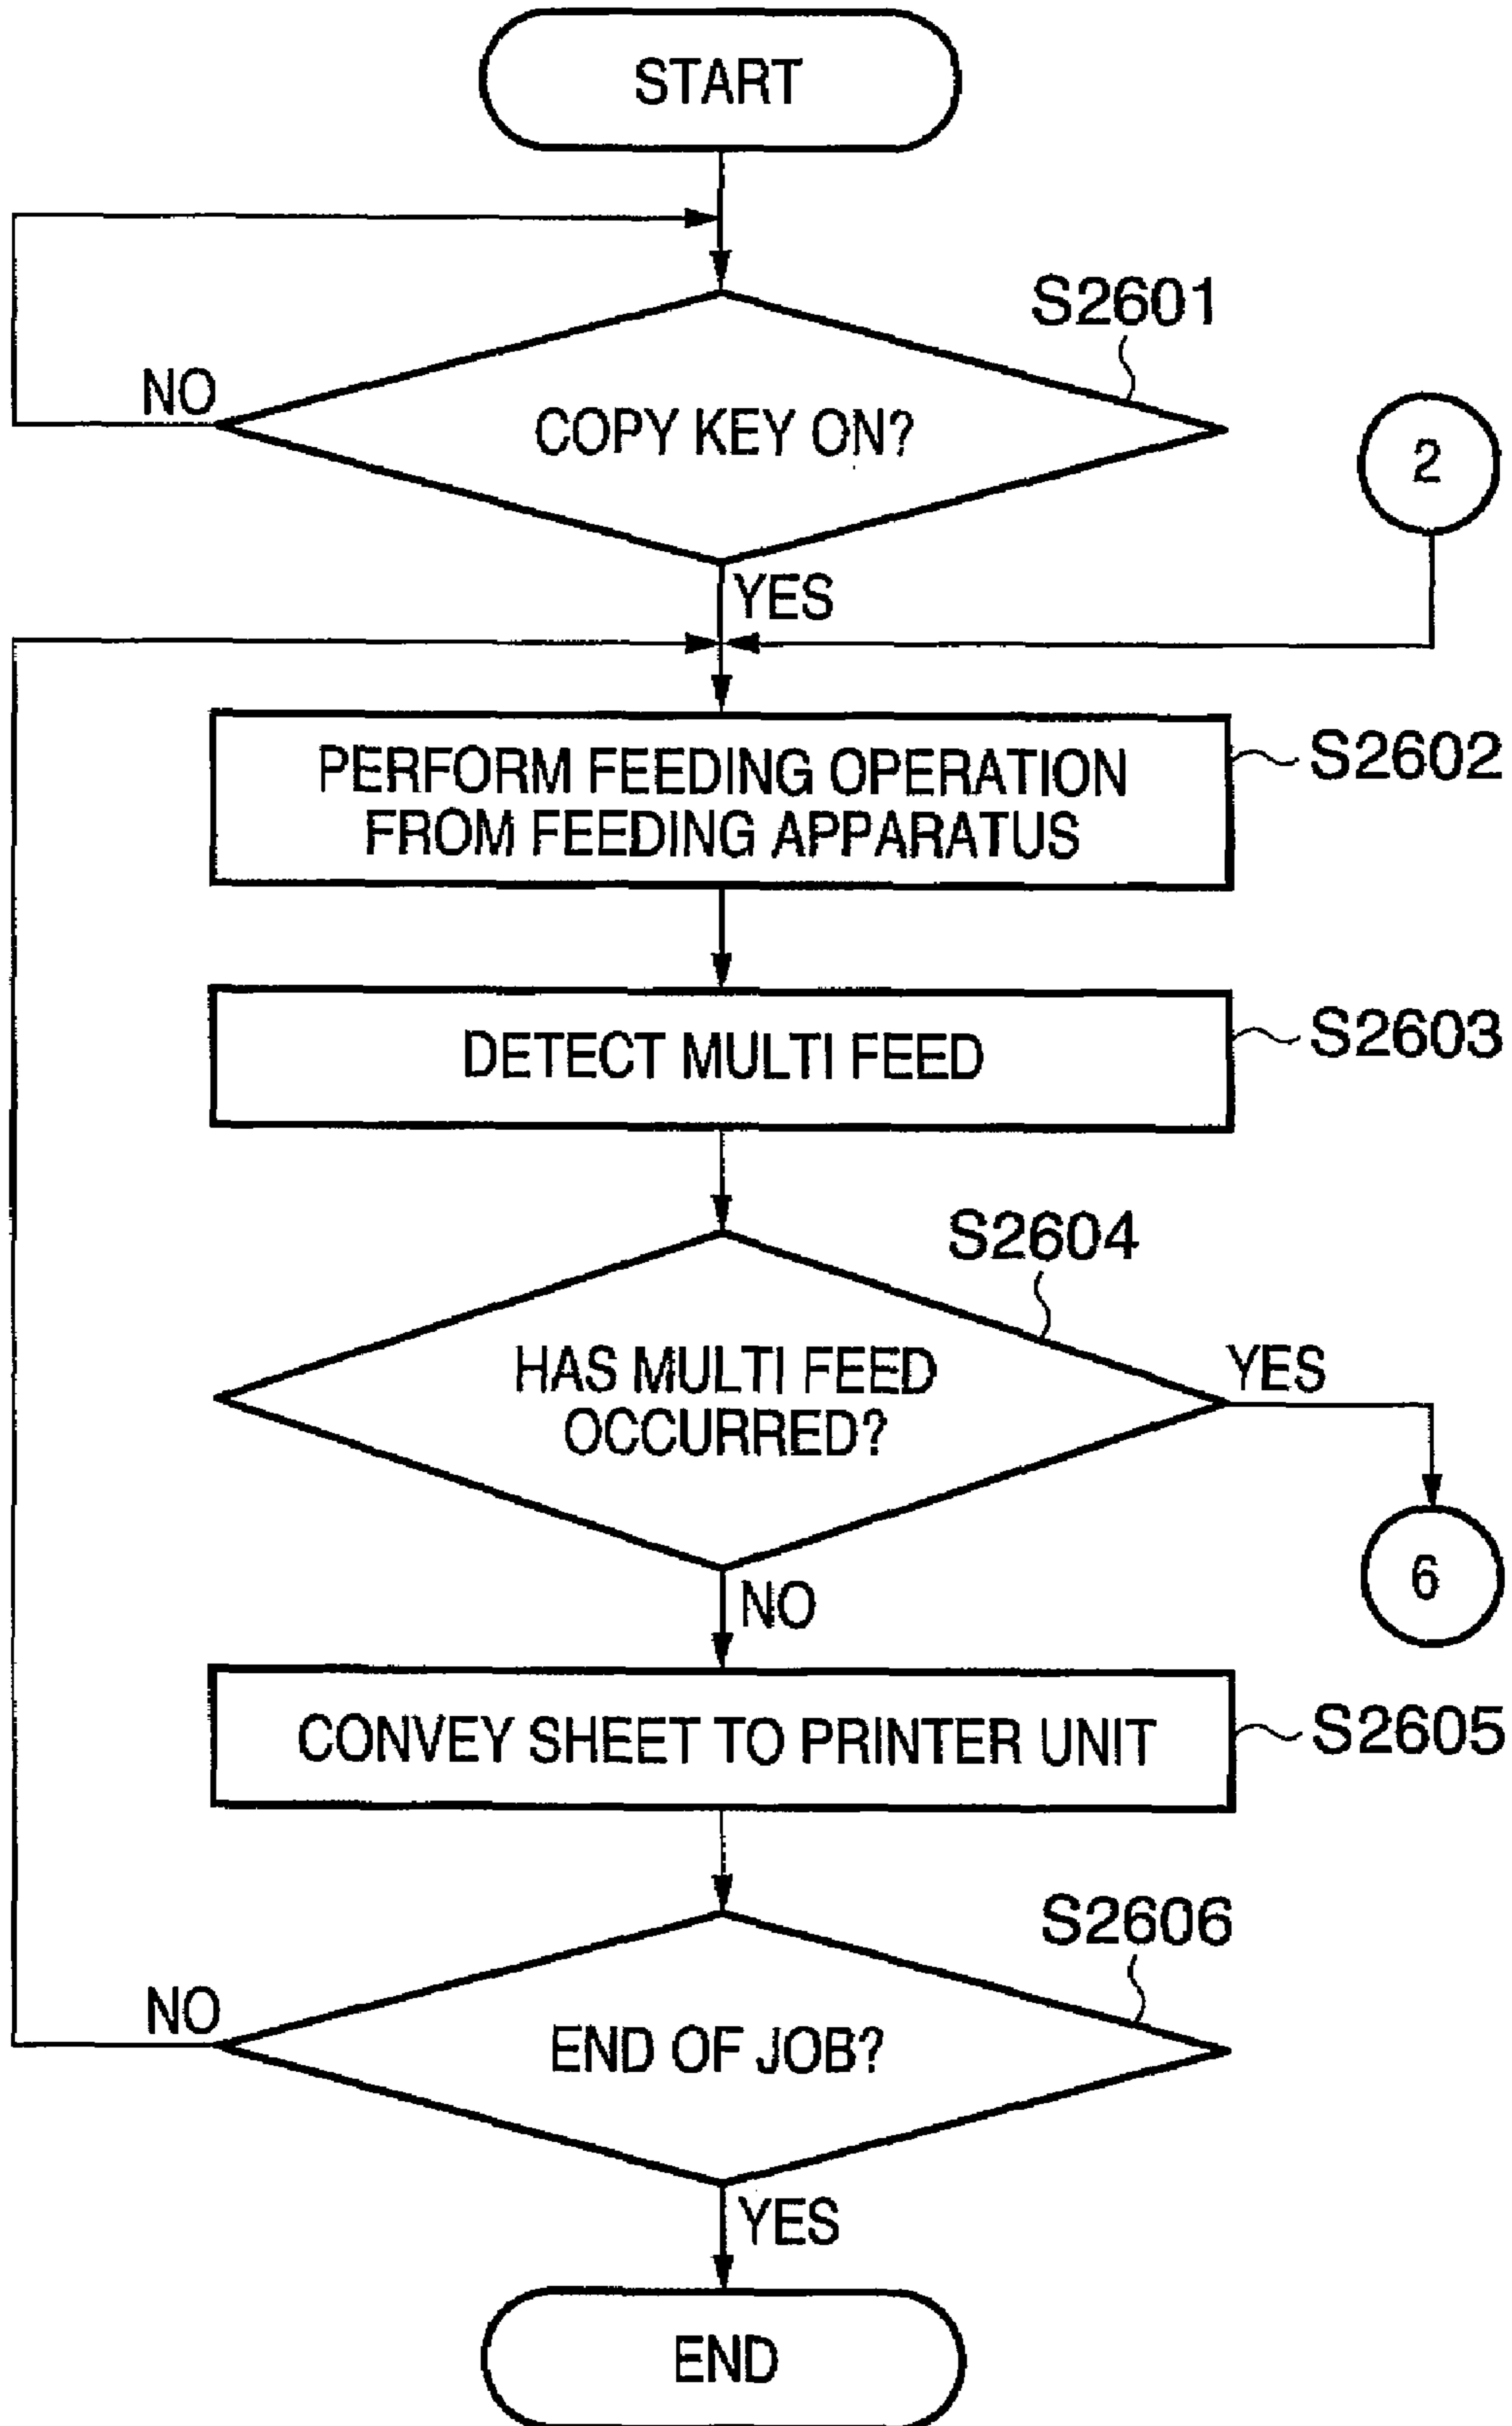 START
S2601
NO
COPY KEY ON?
2
YES
PERFORM FEEDING OPERATION
FROM FEEDING APPARATUS
S2602
DETECT MULTI FEED
S2603
S2604
HAS MULTI FEED
OCCURRED?
YES
6
NO
CONVEY SHEET TO PRINTER UNIT
S2605
S2606
NO
END OF JOB?
YES
END